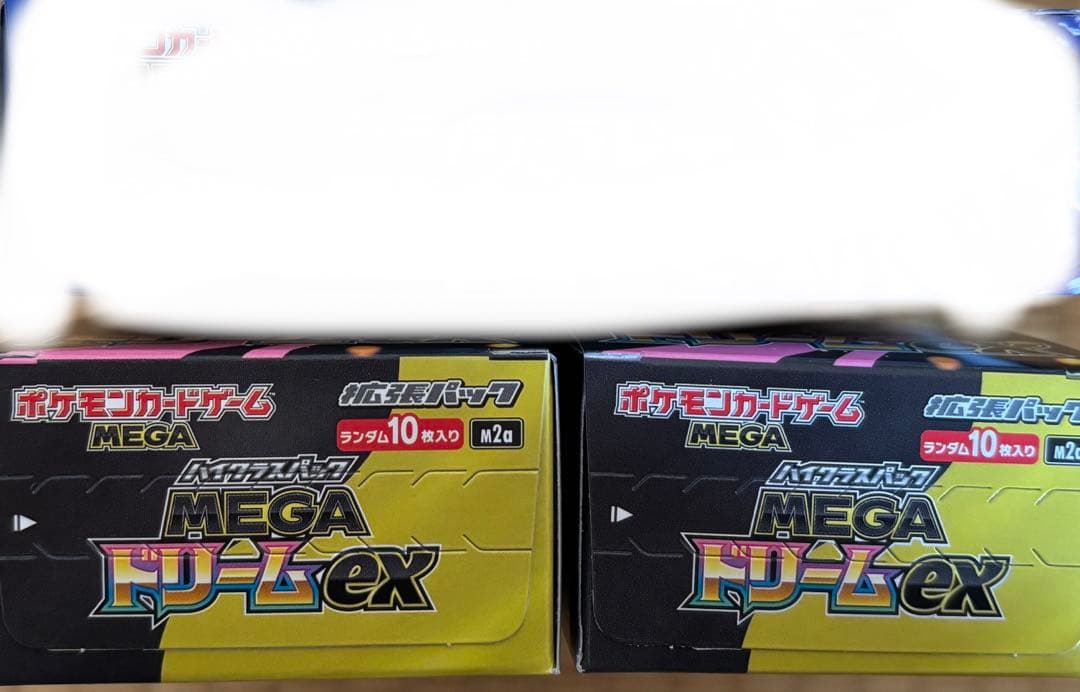 ポケモンカードゲーム
MEGA
拡張パック
ランダム10枚入り M2a
ハイクラスパック
MEGA
ドリームex
ポケモンカードゲーム
MEGA
拡張パック
ランダム10枚入り M2a
ハイクラスパック
MEGA
ドリームex